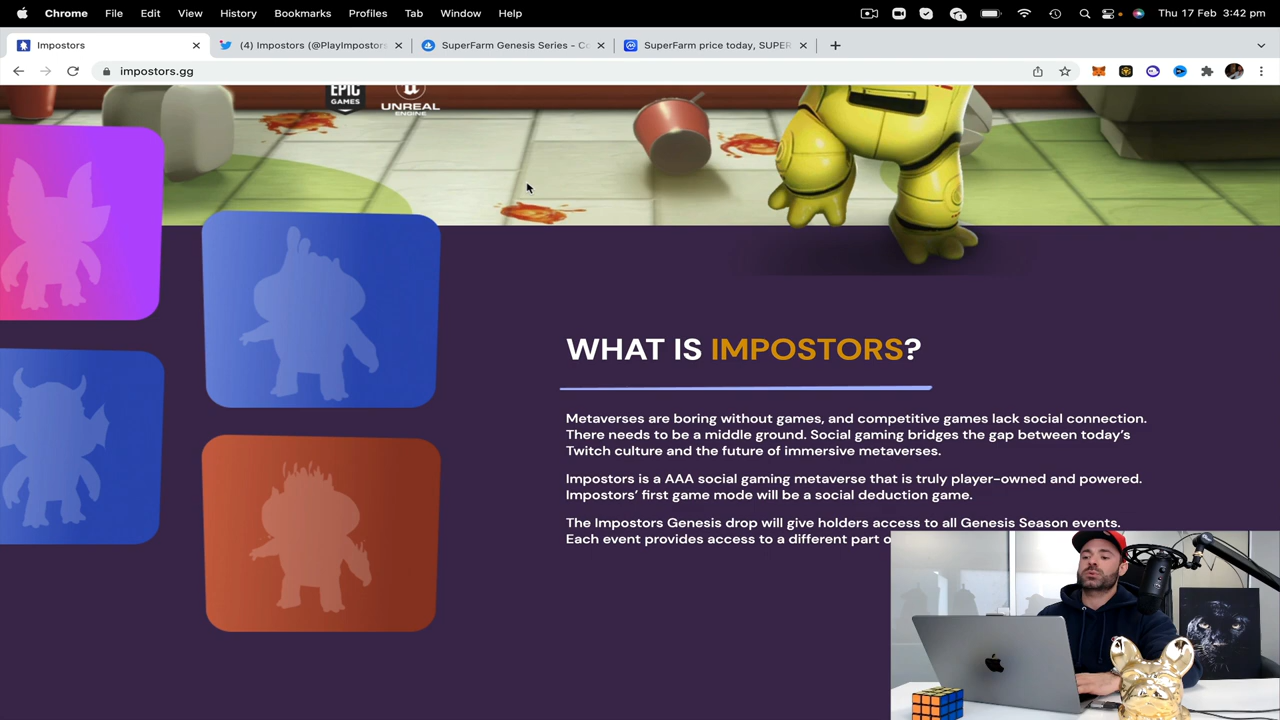 Chrome File Edit View History Bookmarks Profiles Tab Window Help Thu 17 Feb 3:42 pm
Impostors (4) Impostors (@PlayImpostors SuperFarm Genesis Series - Co SuperFarm price today, SUPER
impostors.gg
EPIC
GAMES
UNREAL
ENGINE
WHAT IS IMPOSTORS?
Metaverses are boring without games, and competitive games lack social connection.
There needs to be a middle ground. Social gaming bridges the gap between today's
Twitch culture and the future of immersive metaverses.
Impostors is a AAA social gaming metaverse that is truly player-owned and powered.
Impostors' first game mode will be a social deduction game.
The Impostors Genesis drop will give holders access to all Genesis Season events.
Each event provides access to a different part